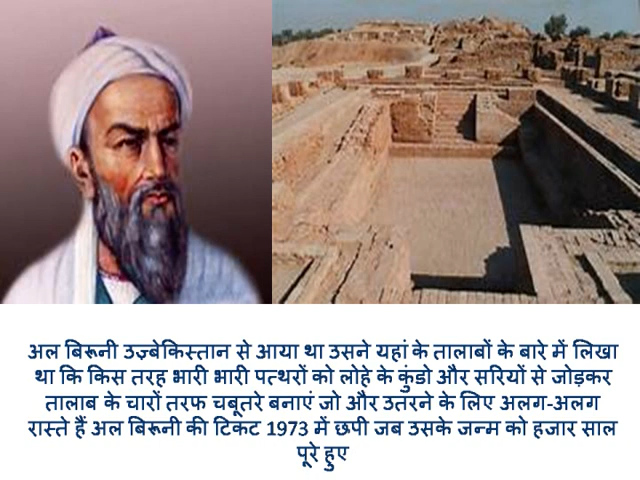 अल बिरूनी उज़्बेकिस्तान से आया था उसने यहां के तालाबों के बारे में लिखा
था कि किस तरह भारी भारी पत्थरों को लोहे के कुंडो और सरियों से जोड़कर
तालाब के चारों तरफ चबूतरे बनाएं जो और उतरने के लिए अलग-अलग
रास्ते हैं अल बिरूनी की टिकट 1973 में छपी जब उसके जन्म को हजार साल
पूरे हुए